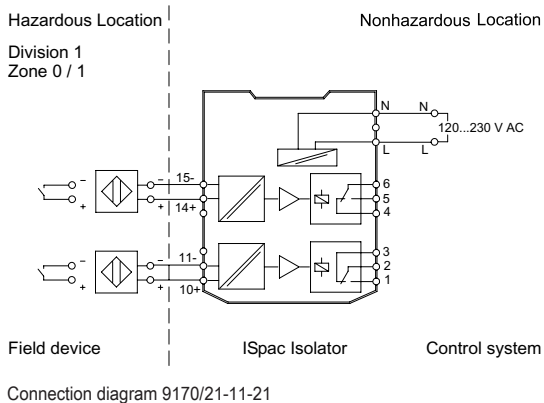 Hazardous Location
Nonhazardous Location
Division 1
Zone 0 / 1
N
N
120...230 V AC
L
L
– – 15-
+ + 14+
6
5
4
– – 11-
+ + 10+
3
2
1
Field device
ISpac Isolator
Control system
Connection diagram 9170/21-11-21